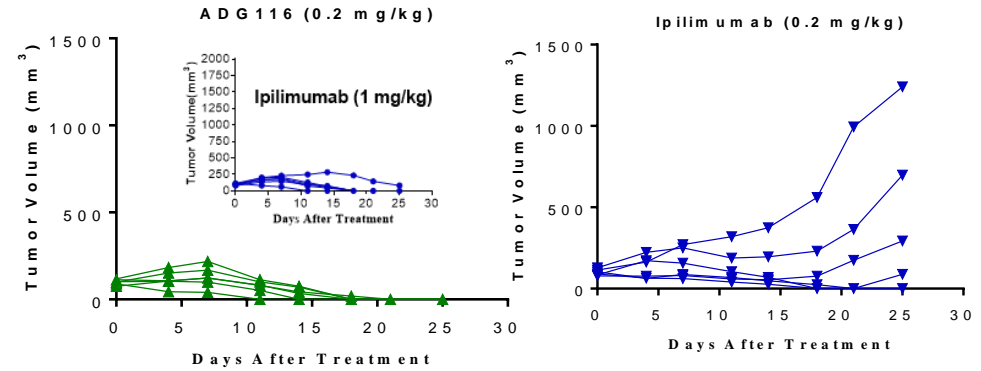 ADG116 (0.2 mg/kg)
Tumor Volume (mm³)
1500
1000
500
0
0 5 10 15 20 25 30
Days After Treatment
Ipilimumab (1 mg/kg)
Tumor Volume(mm³)
2000
1750
1500
1250
1000
750
500
250
0
0 5 10 15 20 25 30
Days After Treatment
Ipilimumab (0.2 mg/kg)
Tumor Volume (mm³)
1500
1000
500
0
0 5 10 15 20 25 30
Days After Treatment